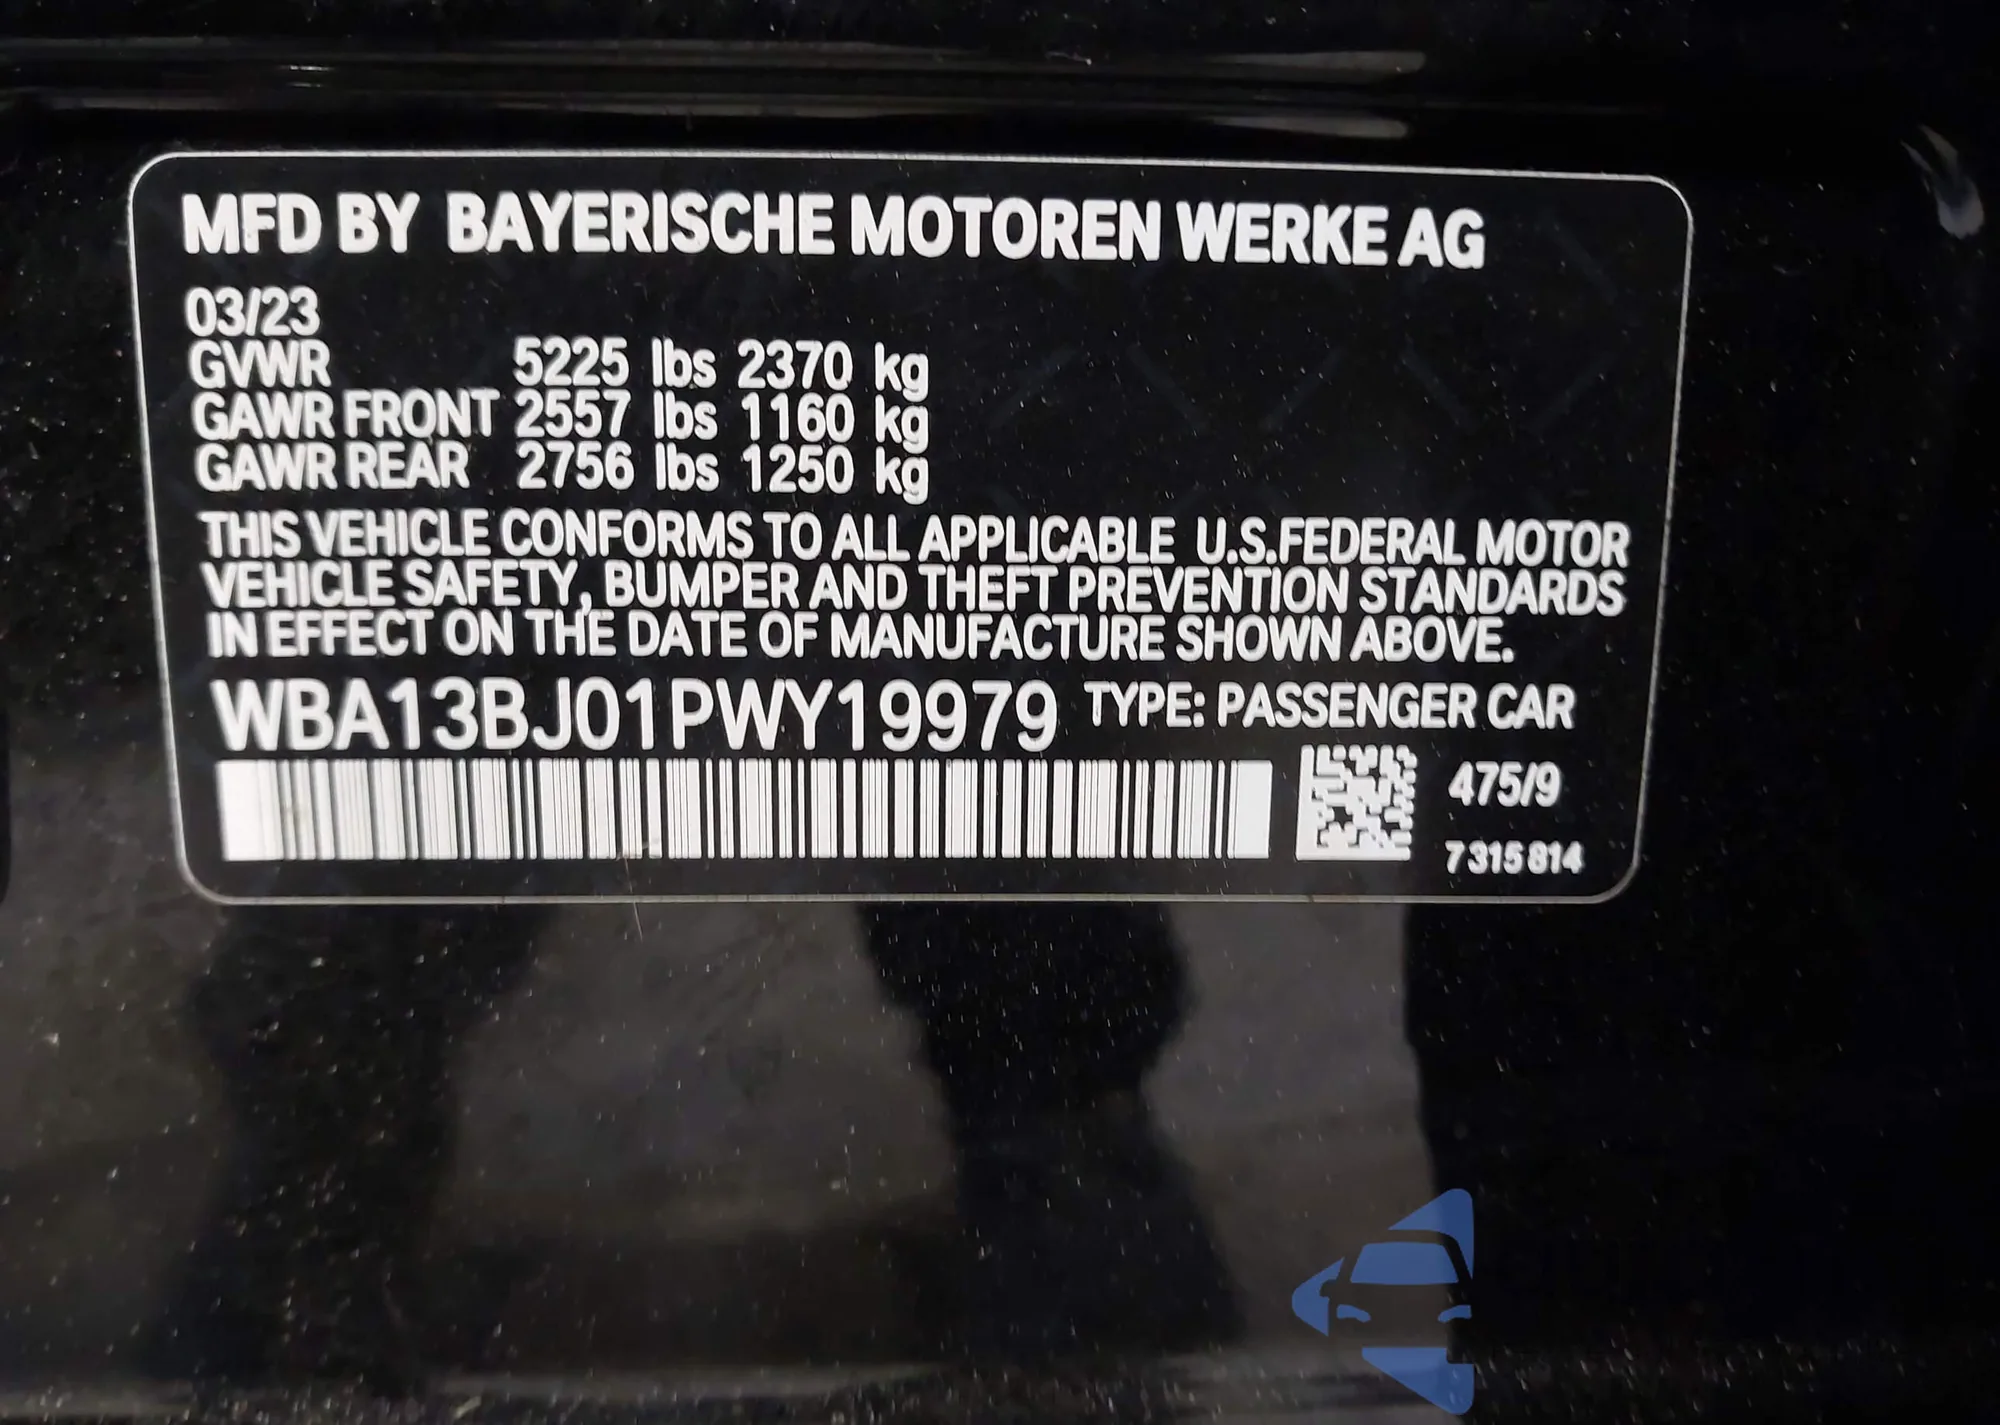 MFD BY BAYERISCHE MOTOREN WERKE AG
03/23
GVWR 5225 lbs 2370 kg
GAWR FRONT 2557 lbs 1160 kg
GAWR REAR 2756 lbs 1250 kg
THIS VEHICLE CONFORMS TO ALL APPLICABLE U.S.FEDERAL MOTOR
VEHICLE SAFETY, BUMPER AND THEFT PREVENTION STANDARDS
IN EFFECT ON THE DATE OF MANUFACTURE SHOWN ABOVE.
WBA13BJ01PWY19979 TYPE: PASSENGER CAR
475/9
7 315 814